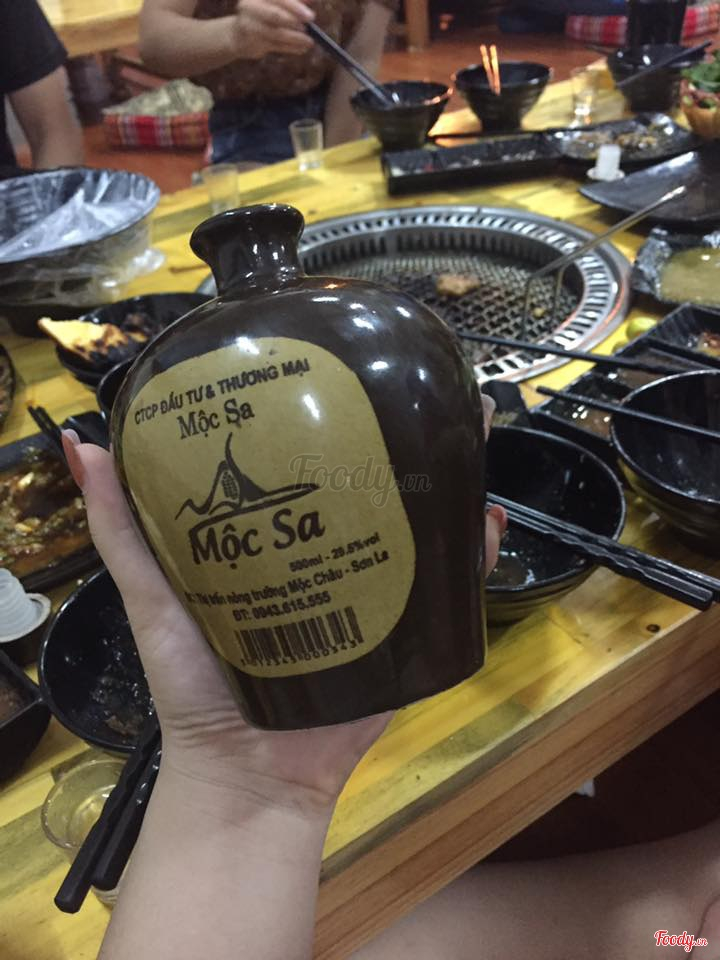 CTCP ĐẦU TƯ & THƯƠNG MẠI
Mộc Sa
Mộc Sa
500ml - 29.5%vol
ĐC: Thị trấn nông trường Mộc Châu - Sơn La
ĐT: 0943.615.555
Foody.vn
Foody.vn